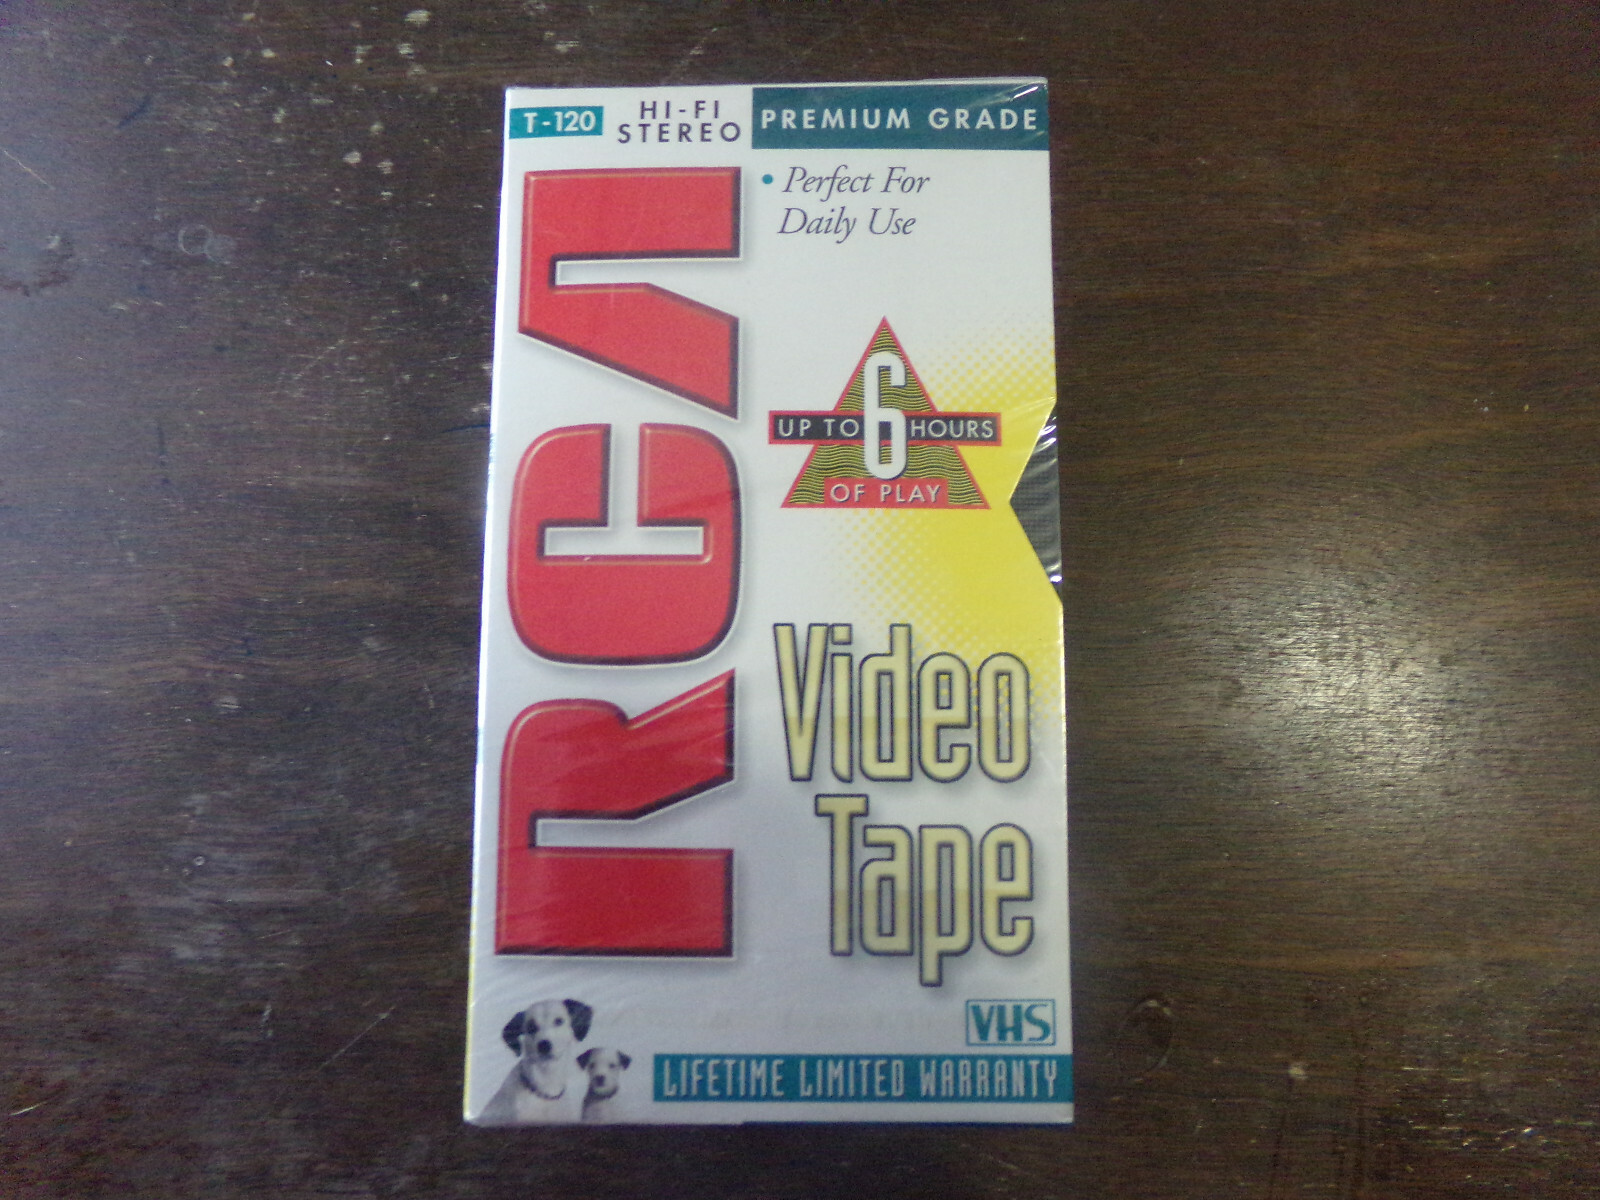 T-120
HI-FI
STEREO
PREMIUM GRADE
• Perfect For
Daily Use
RCA
UP TO 6 HOURS
OF PLAY
Video
Tape
VHS
LIFETIME LIMITED WARRANTY